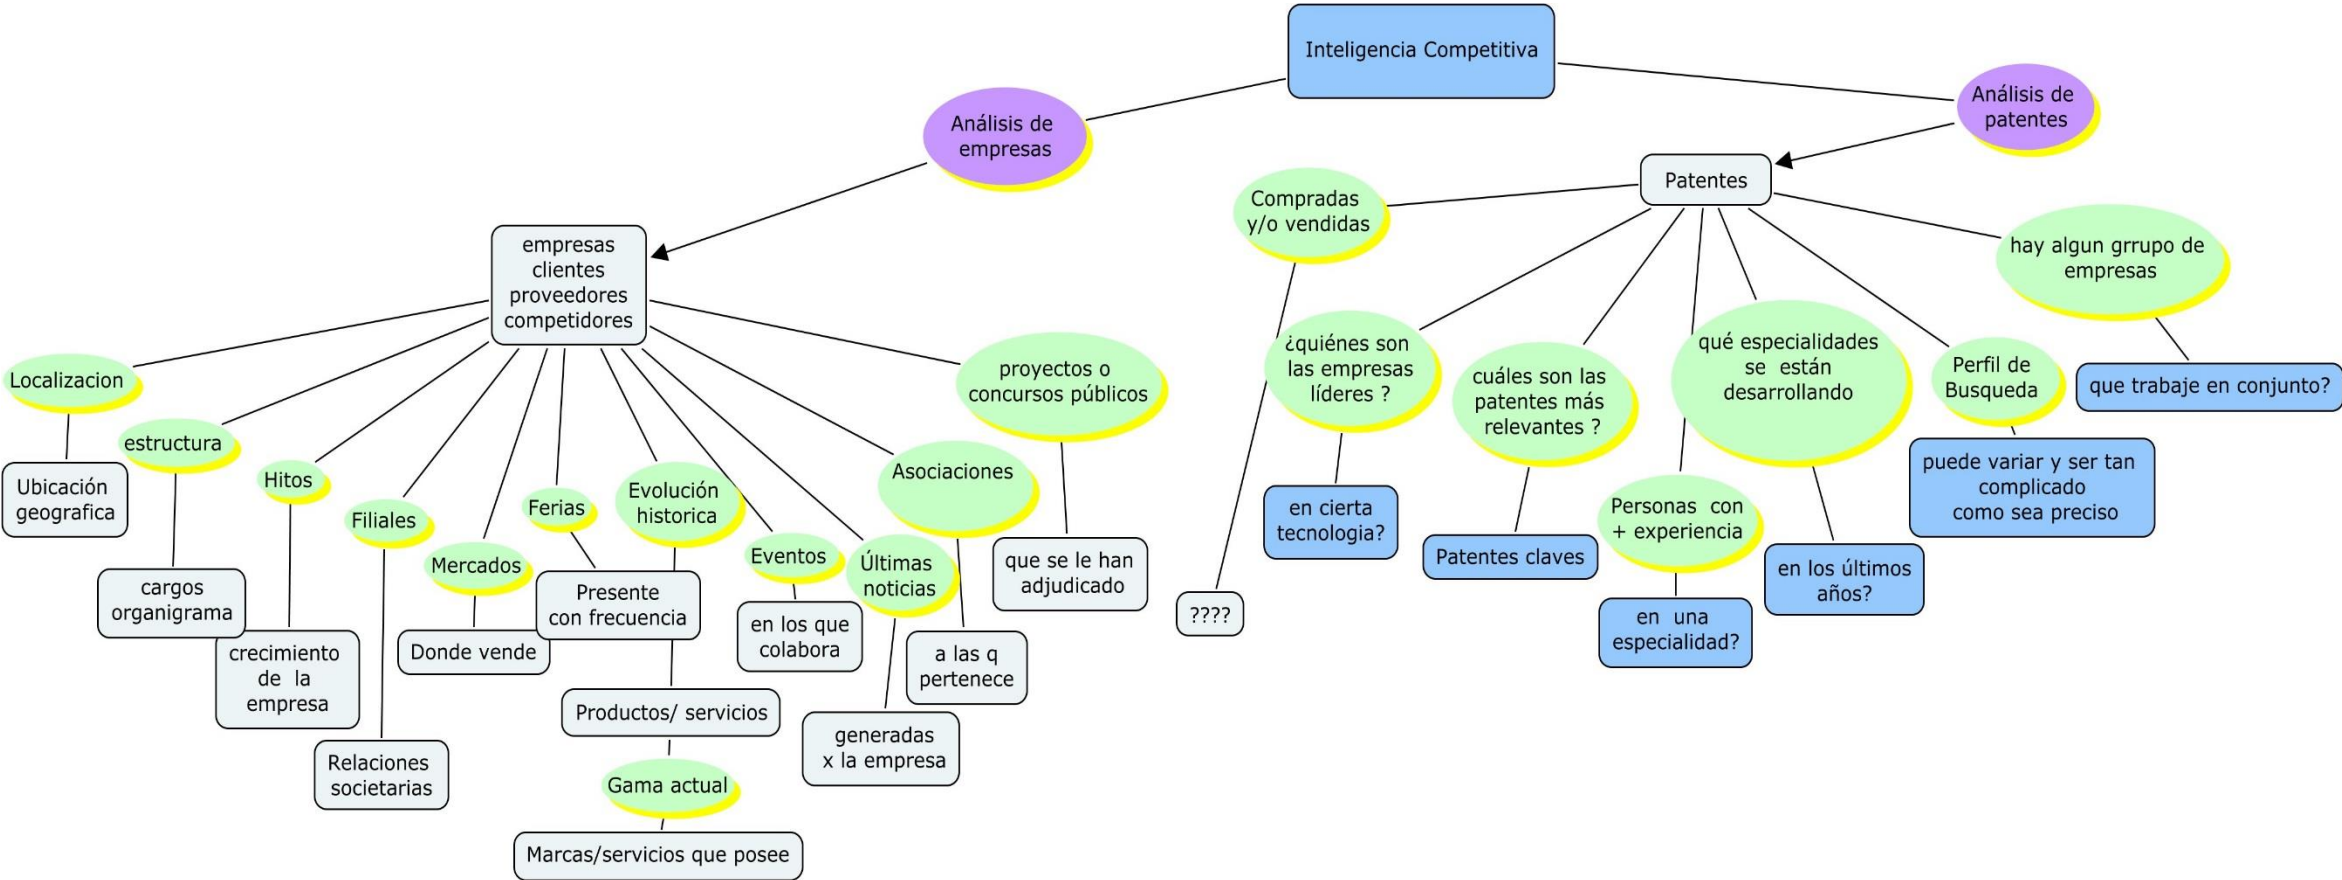 Inteligencia Competitiva
Análisis de
empresas
Análisis de
patentes
empresas
clientes
proveedores
competidores
Localizacion
Ubicación
geografica
estructura
cargos
organigrama
Hitos
crecimiento
de la
empresa
Filiales
Relaciones
societarias
Mercados
Donde vende
Ferias
Presente
con frecuencia
Evolución
historica
Productos/ servicios
Gama actual
Marcas/servicios que posee
Eventos
en los que
colabora
Últimas
noticias
generadas
x la empresa
Asociaciones
a las q
pertenece
proyectos o
concursos públicos
que se le han
adjudicado
Patentes
Compradas
y/o vendidas
????
¿quiénes son
las empresas
líderes ?
en cierta
tecnologia?
cuáles son las
patentes más
relevantes ?
Patentes claves
Personas con
+ experiencia
en una
especialidad?
qué especialidades
se están
desarrollando
en los últimos
años?
Perfil de
Busqueda
puede variar y ser tan
complicado
como sea preciso
hay algun grrupo de
empresas
que trabaje en conjunto?